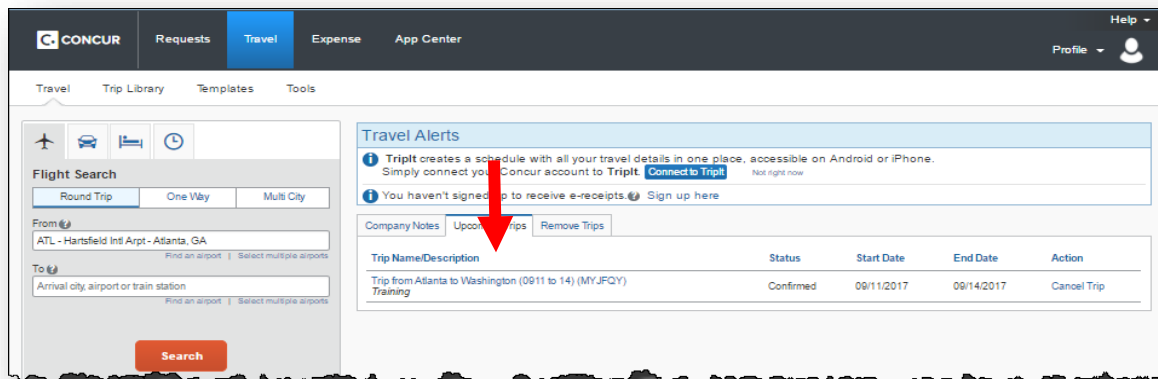 Help
C. CONCUR Requests Travel Expense App Center
Profile
Travel Trip Library Templates Tools
Flight Search
Round Trip One Way Multi City
From ?
ATL - Hartsfield Intl Arpt - Atlanta, GA
Find an airport | Select multiple airports
To ?
Arrival city, airport or train station
Find an airport | Select multiple airports
Search
Travel Alerts
i TripIt creates a schedule with all your travel details in one place, accessible on Android or iPhone.
Simply connect your Concur account to TripIt. Connect to TripIt Not right now
i You haven't signed up to receive e-receipts. ? Sign up here
Company Notes Remove Trips
Trip Name/Description Status Start Date End Date Action
Trip from Atlanta to Washington (0911 to 14) (MYJFQY) Confirmed 09/11/2017 09/14/2017 Cancel Trip
Training